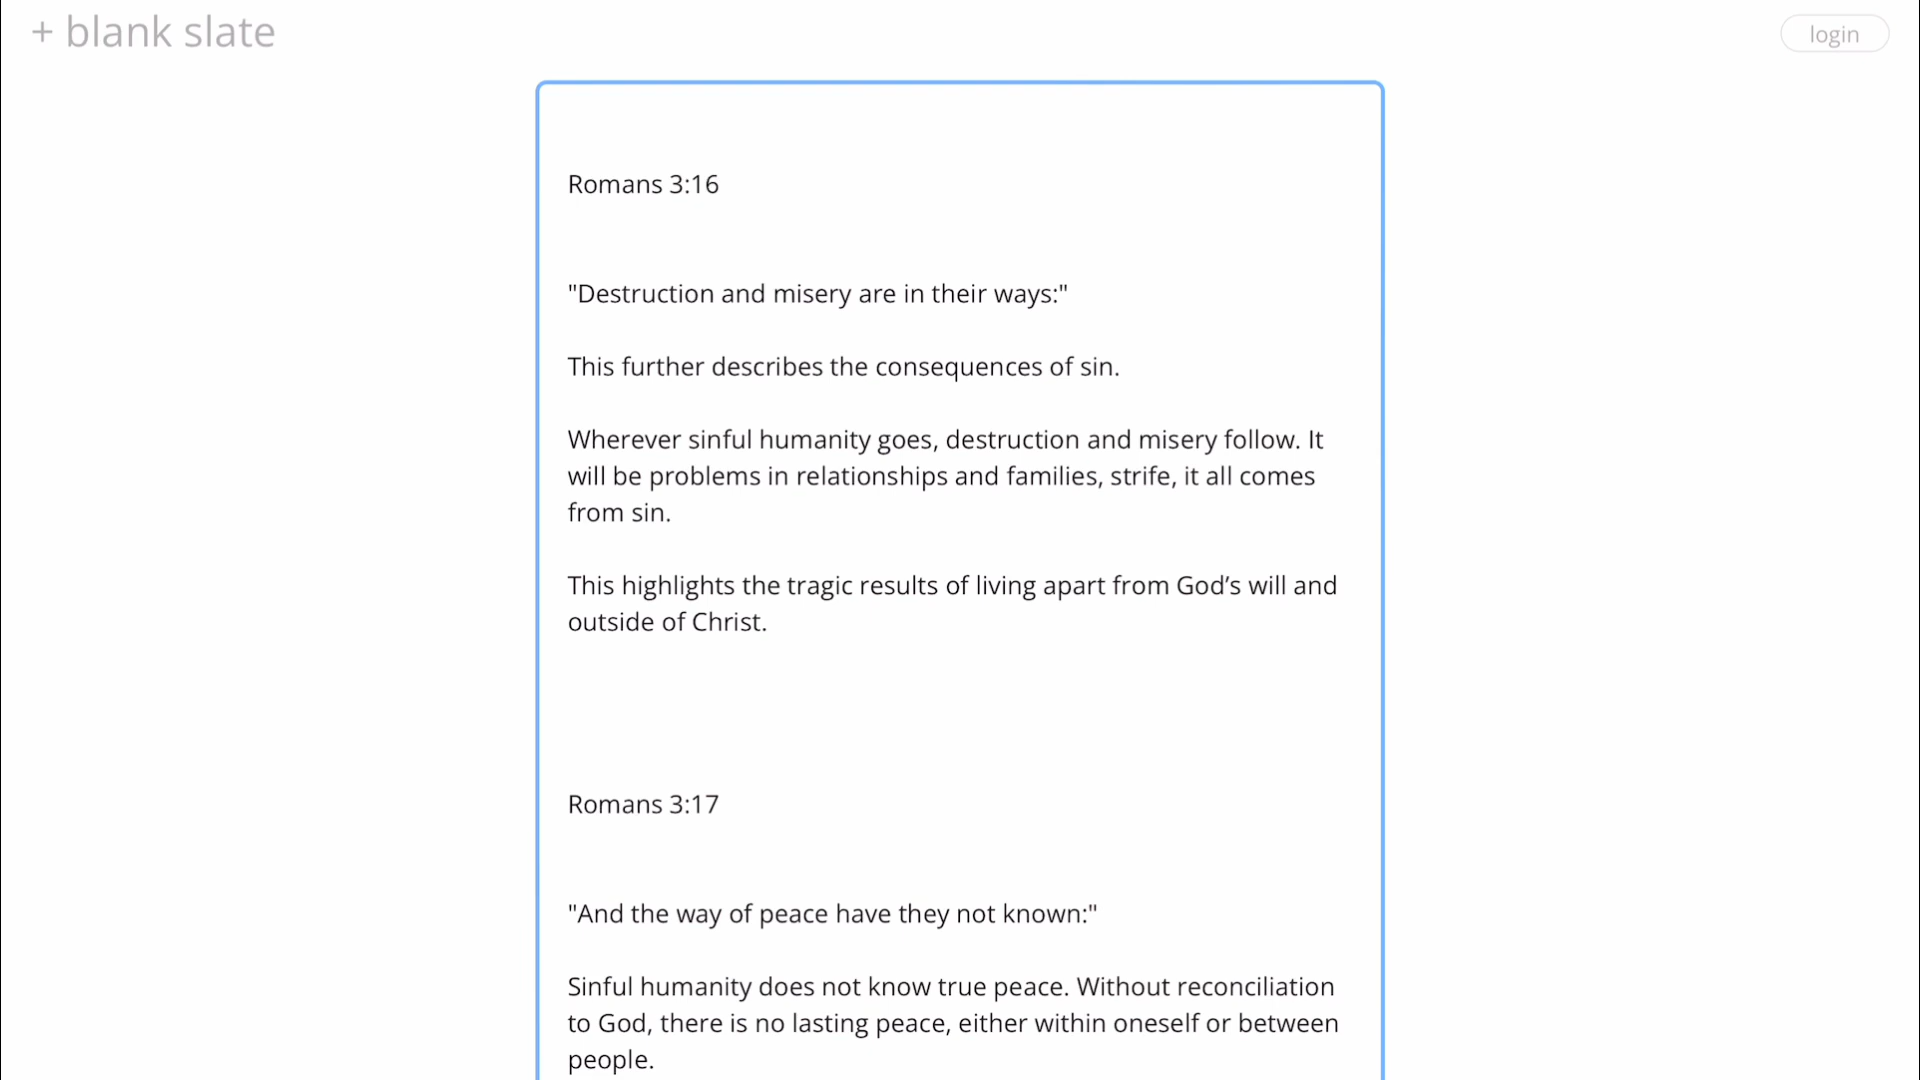 + blank slate
login
Romans 3:16
"Destruction and misery are in their ways:"
This further describes the consequences of sin.
Wherever sinful humanity goes, destruction and misery follow. It
will be problems in relationships and families, strife, it all comes
from sin.
This highlights the tragic results of living apart from God’s will and
outside of Christ.
Romans 3:17
"And the way of peace have they not known:"
Sinful humanity does not know true peace. Without reconciliation
to God, there is no lasting peace, either within oneself or between
people.